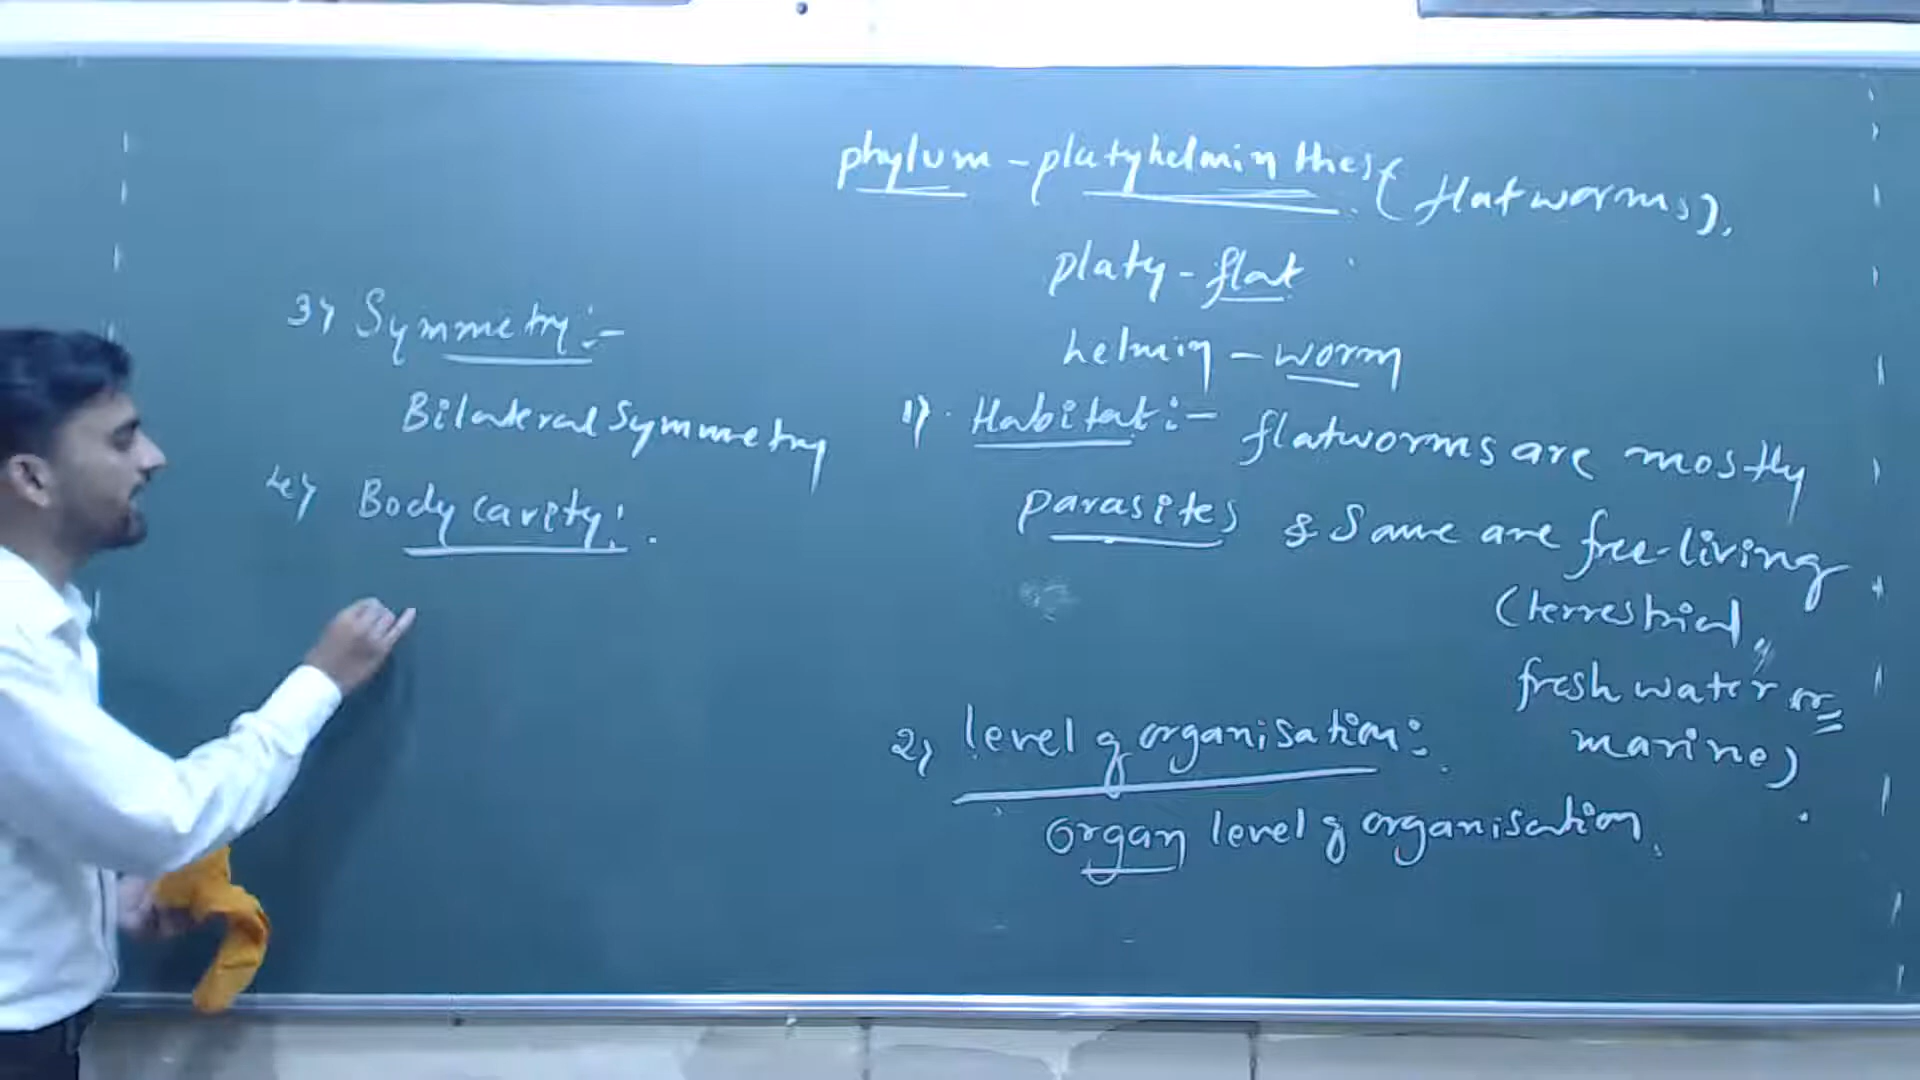 phylum - platyhelminthes (flatworms).
platy - flat
helmin - worm
1) Habitat :- flatworms are mostly
parasites & Some are free-living
(terrestrial,
fresh water or
marine)
2) level of organisation :
organ level of organisation.
3) Symmetry :-
Bilateral Symmetry
4) Body cavity :